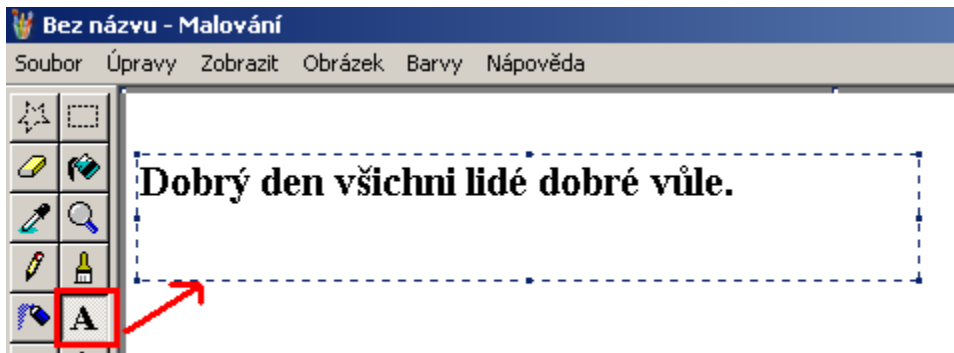 Bez názvu - Malování
Soubor Úpravy Zobrazit Obrázek Barvy Nápověda
Dobrý den všichni lidé dobré vůle.
A